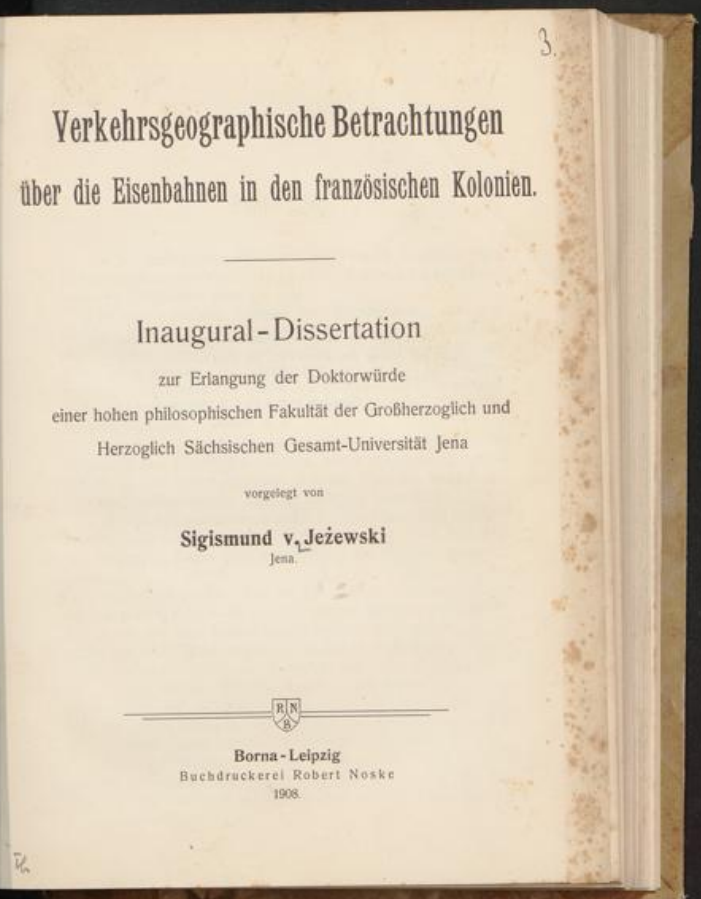 3.
Verkehrsgeographische Betrachtungen
über die Eisenbahnen in den französischen Kolonien.
Inaugural-Dissertation
zur Erlangung der Doktorwürde
einer hohen philosophischen Fakultät der Großherzoglich und
Herzoglich Sächsischen Gesamt-Universität Jena
vorgelegt von
Sigismund v. Jeżewski
Jena.
R N
B
Borna-Leipzig
Buchdruckerei Robert Noske
1908.